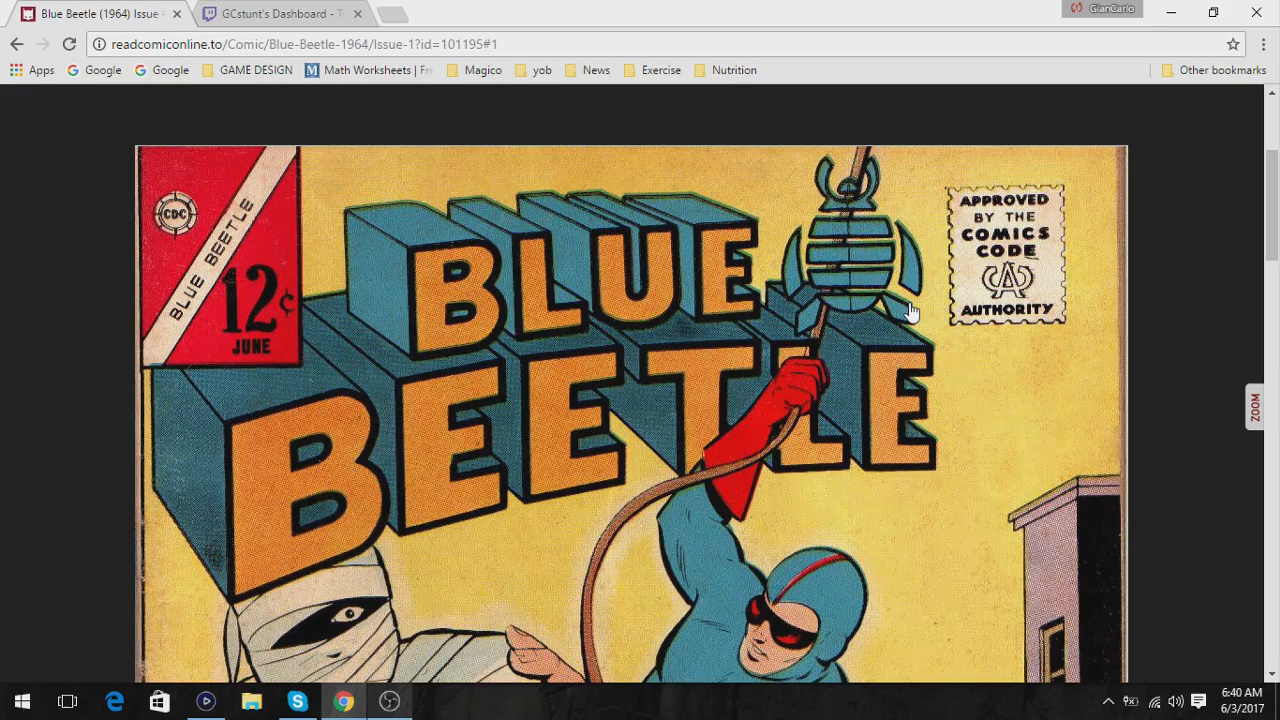 Blue Beetle (1964) Issue
GCstunt's Dashboard - T
GianCarlo
readcomiconline.to/Comic/Blue-Beetle-1964/Issue-1?id=101195#1
Apps Google Google GAME DESIGN Math Worksheets | Fr Magico yob News Exercise Nutrition Other bookmarks
CDC
BLUE BEETLE
12¢
JUNE
BLUE
BEETLE
APPROVED
BY THE
COMICS
CODE
CA
AUTHORITY
ZOOM
6:40 AM
6/3/2017